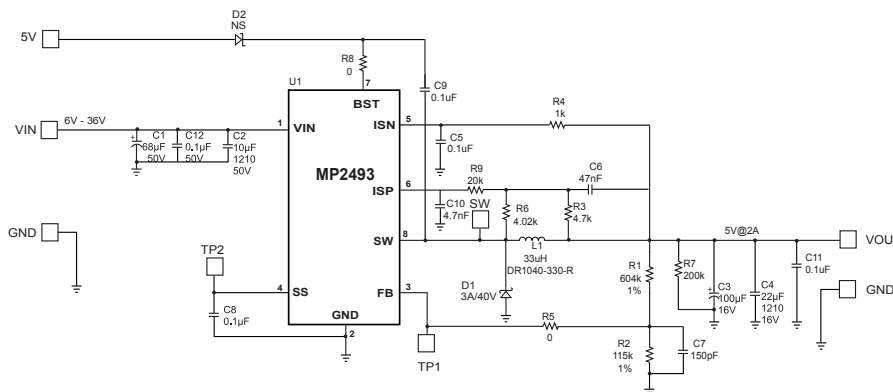 D2
NS
5V
R8
0
U1
7
BST
C9
0.1uF
VIN
6V - 36V
1
VIN
C1
68µF
50V
C12
0.1µF
50V
C2
10µF
1210
50V
MP2493
ISN
5
C5
0.1uF
R4
1k
ISP
6
C10
4.7nF
R9
20k
C6
47nF
SW
R6
4.02k
R3
4.7k
SW
8
L1
33uH
DR1040-330-R
5V@2A
VOU
GND
TP2
4
SS
C8
0.1µF
FB
3
GND
2
D1
3A/40V
R1
604k
1%
R7
200k
C3
100µF
16V
C4
22µF
1210
16V
C11
0.1uF
GND
TP1
R5
0
R2
115k
1%
C7
150pF